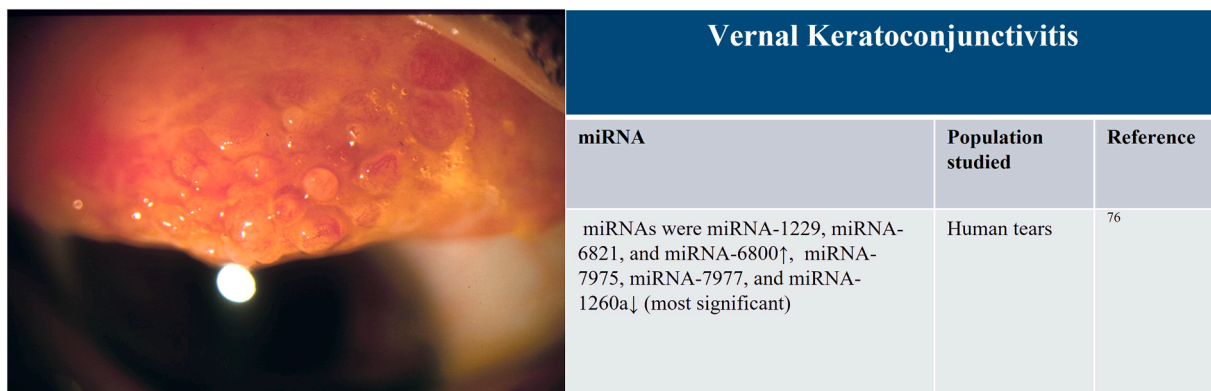 Vernal Keratoconjunctivitis
miRNA
Population
studied
Reference
miRNAs were miRNA-1229, miRNA-
6821, and miRNA-6800↑, miRNA-
7975, miRNA-7977, and miRNA-
1260a↓ (most significant)
Human tears
76